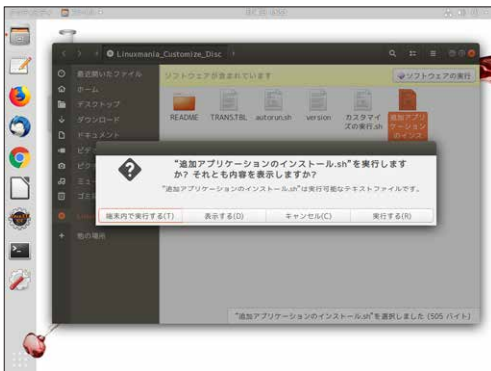 Linuxmania_Customize_Disc
最近開いたファイル
ソフトウェアが含まれています
ソフトウェアの実行
ホーム
デスクトップ
ダウンロード
README
TRANS.TBL
autorun.sh
version
カスタマイ
ズの実行.sh
追加アプリ
ケーション
のインス
ドキュメント
"追加アプリケーションのインストール.sh"を実行します
か? それとも内容を表示しますか?
"追加アプリケーションのインストール.sh"は実行可能なテキストファイルです。
端末内で実行する(T)
表示する(D)
キャンセル(C)
実行する(R)
他の場所
"追加アプリケーションのインストール.sh"を選択しました (505 バイト)